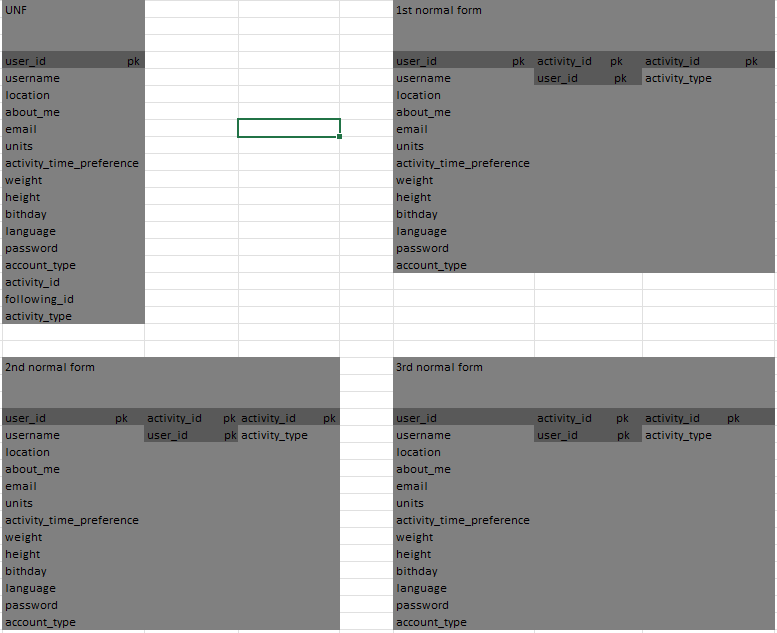 UNF
user_id pk
username
location
about_me
email
units
activity_time_preference
weight
height
bithday
language
password
account_type
activity_id
following_id
activity_type
1st normal form
user_id pk activity_id pk activity_id pk
username user_id pk activity_type
location
about_me
email
units
activity_time_preference
weight
height
bithday
language
password
account_type
2nd normal form
user_id pk activity_id pk activity_id pk
username user_id pk activity_type
location
about_me
email
units
activity_time_preference
weight
height
bithday
language
password
account_type
3rd normal form
user_id activity_id pk activity_id pk
username user_id pk activity_type
location
about_me
email
units
activity_time_preference
weight
height
bithday
language
password
account_type